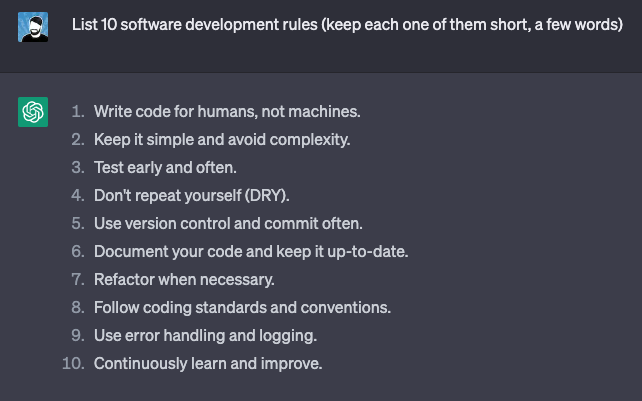 List 10 software development rules (keep each one of them short, a few words)
1. Write code for humans, not machines.
2. Keep it simple and avoid complexity.
3. Test early and often.
4. Don't repeat yourself (DRY).
5. Use version control and commit often.
6. Document your code and keep it up-to-date.
7. Refactor when necessary.
8. Follow coding standards and conventions.
9. Use error handling and logging.
10. Continuously learn and improve.